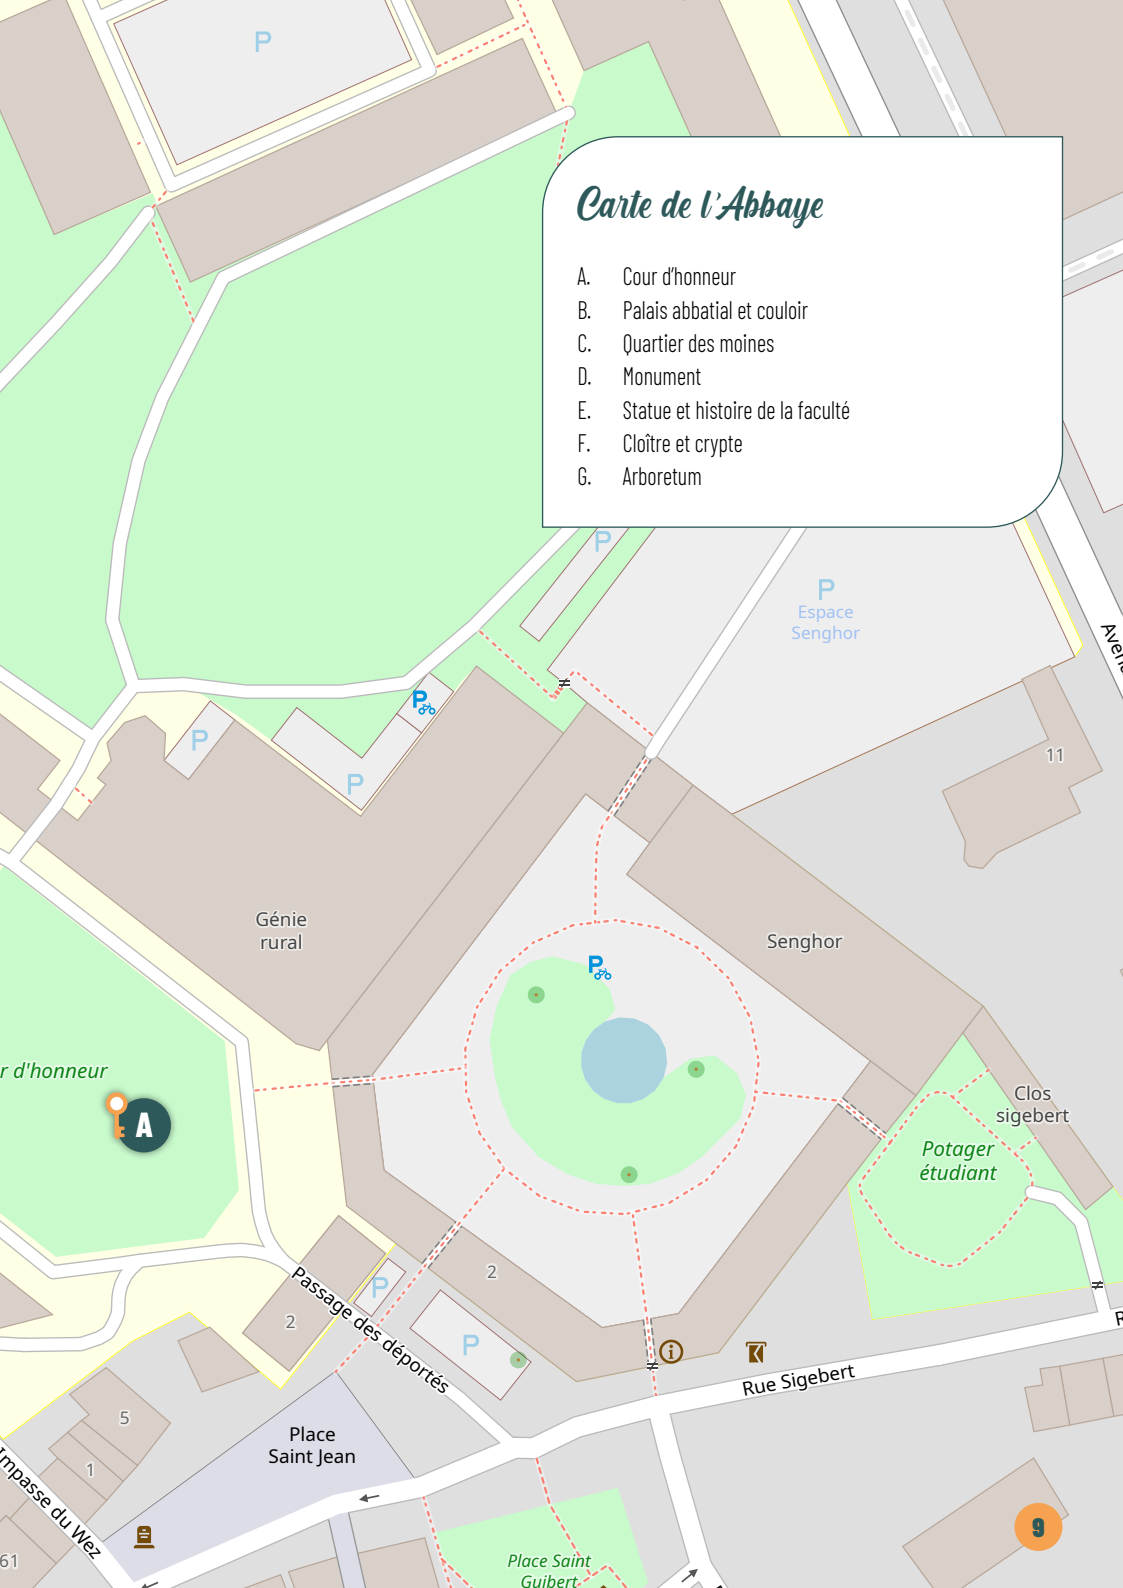 P
Carte de l'Abbaye
A. Cour d'honneur
B. Palais abbatial et couloir
C. Quartier des moines
D. Monument
E. Statue et histoire de la faculté
F. Cloître et crypte
G. Arboretum
P
P
Espace
Senghor
P
P
P
11
Génie
rural
Senghor
P
r d'honneur
A
Clos
sigebert
Potager
étudiant
2
P
Passage des déportés
2
P
i
Rue Sigebert
R
5
Place
Saint Jean
1
Impasse du Wez
61
9
Place Saint
Guibert